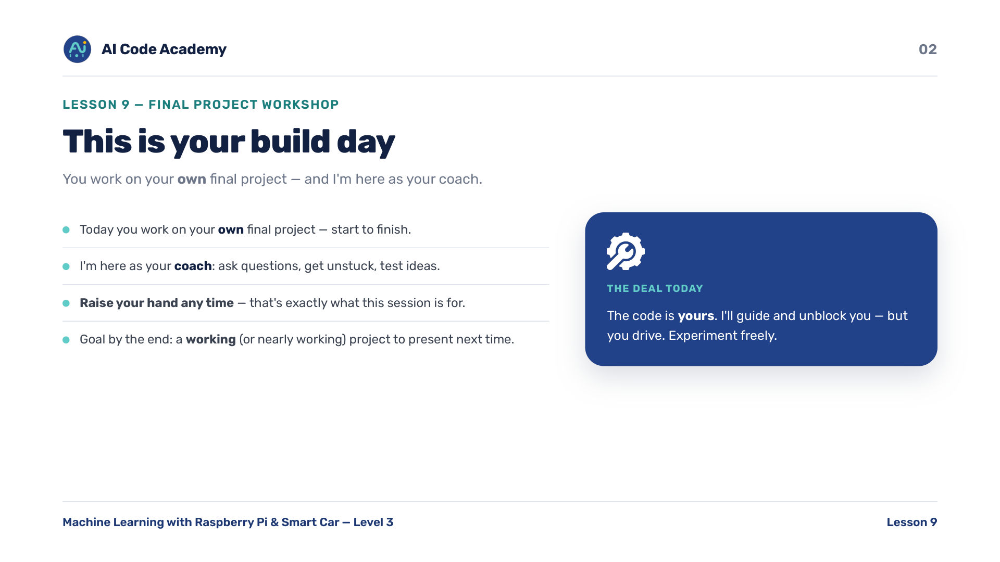 AI Code Academy
02
LESSON 9 — FINAL PROJECT WORKSHOP
This is your build day
You work on your own final project — and I'm here as your coach.
Today you work on your own final project — start to finish.
I'm here as your coach: ask questions, get unstuck, test ideas.
Raise your hand any time — that's exactly what this session is for.
Goal by the end: a working (or nearly working) project to present next time.
THE DEAL TODAY
The code is yours. I'll guide and unblock you — but
you drive. Experiment freely.
Machine Learning with Raspberry Pi & Smart Car — Level 3
Lesson 9